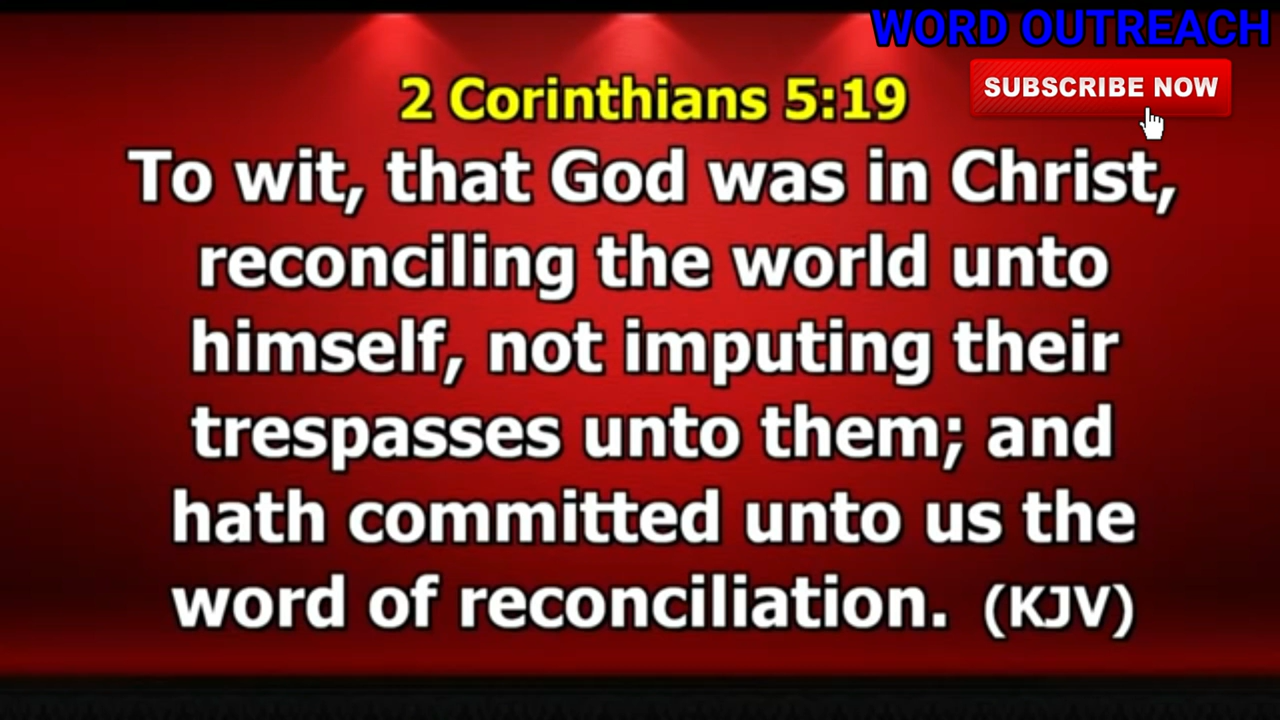 WORD OUTREACH
SUBSCRIBE NOW
2 Corinthians 5:19
To wit, that God was in Christ,
reconciling the world unto
himself, not imputing their
trespasses unto them; and
hath committed unto us the
word of reconciliation. (KJV)